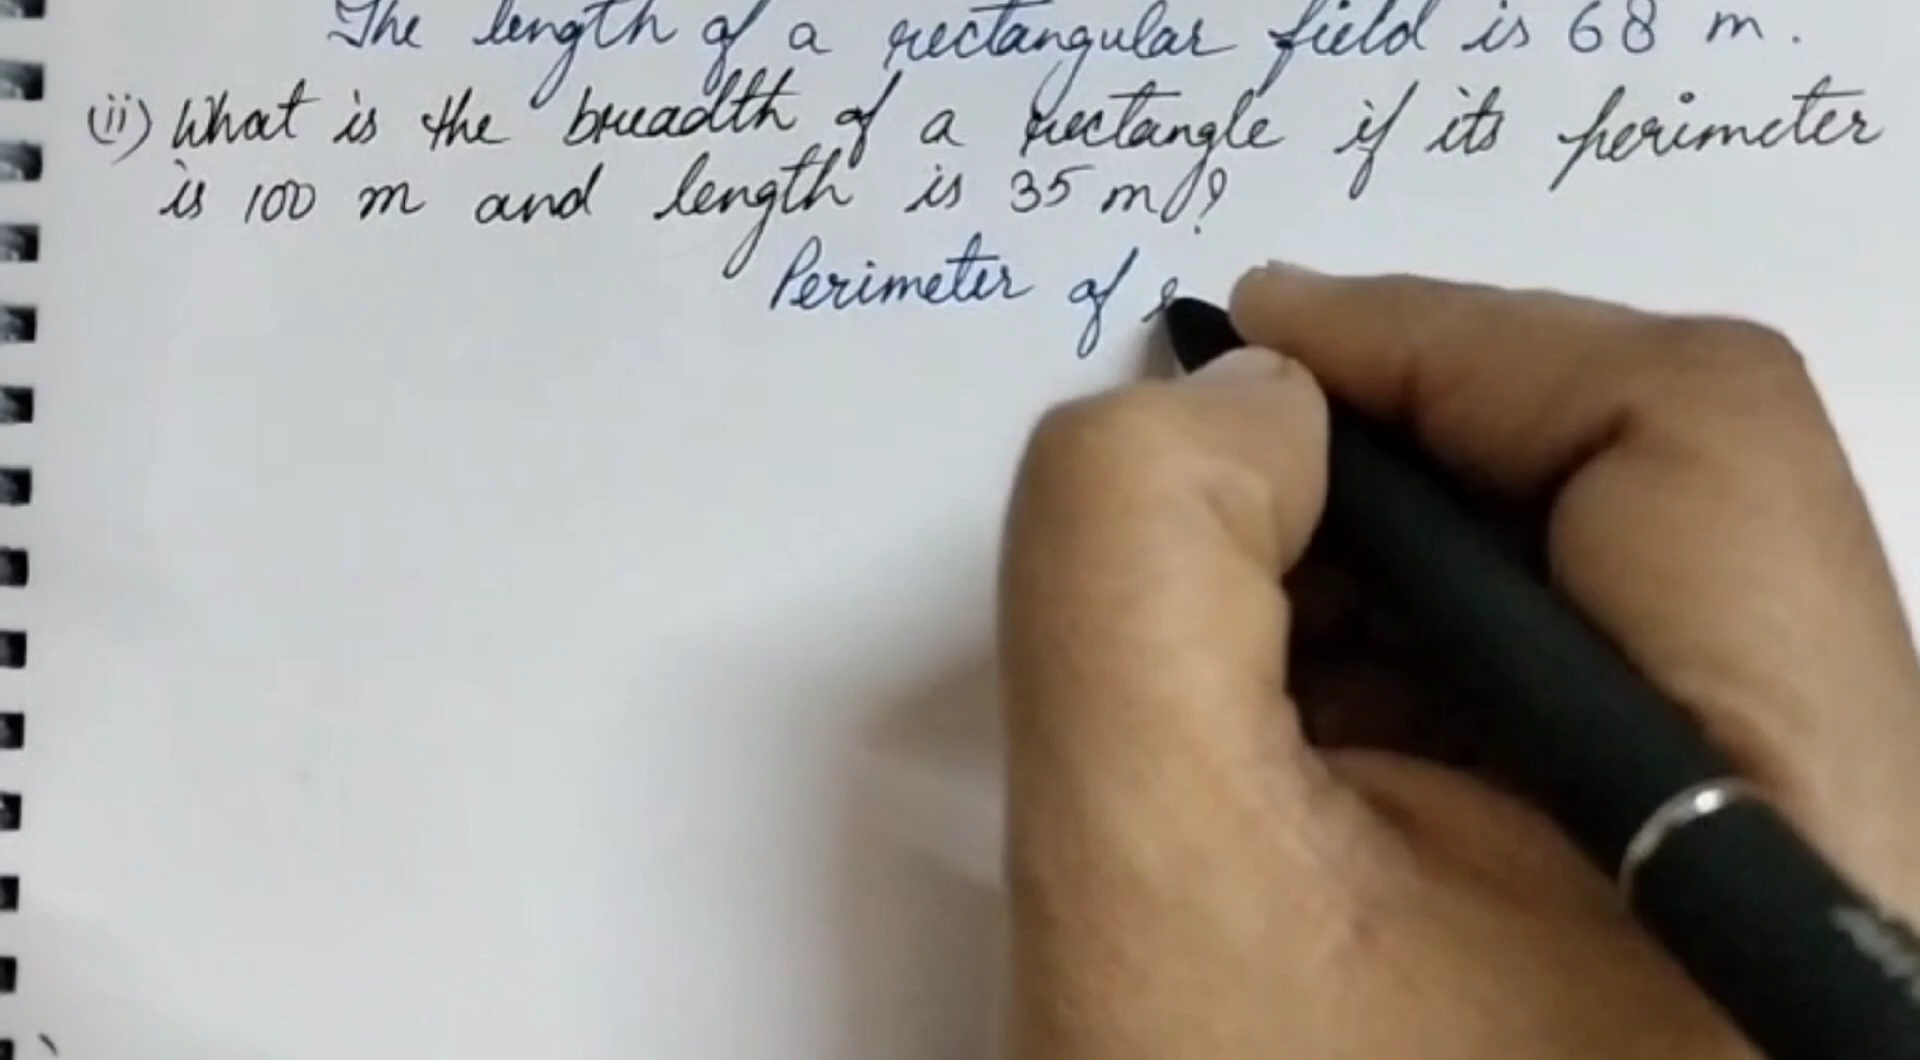 The length of a rectangular field is 68 m.
(ii) What is the breadth of a rectangle if its perimeter
is 100 m and length is 35 m?
Perimeter of